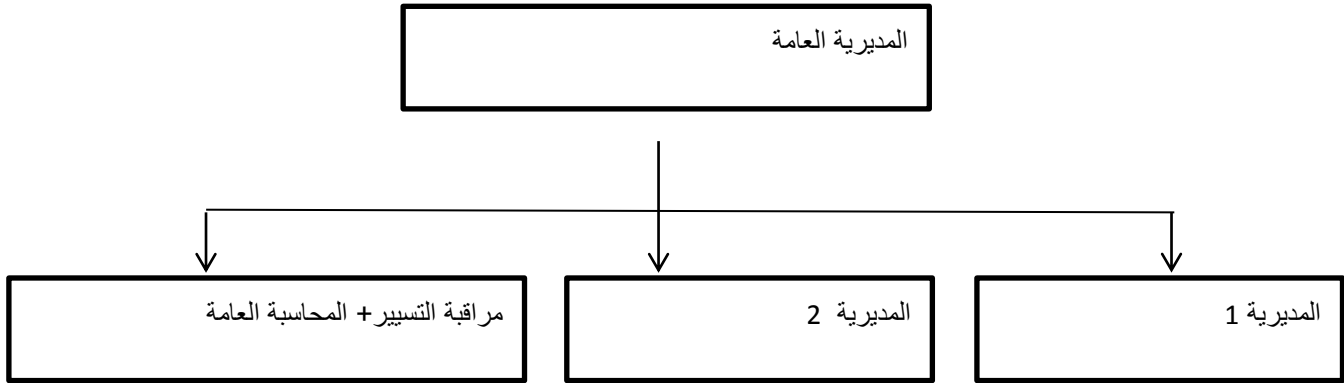 المديرية العامة
المديرية 1
المديرية 2
مراقبة التسيير+ المحاسبة العامة